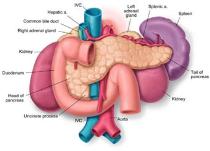 IVC
Hepatic a.
Common bile duct
Right adrenal gland
Left
adrenal
gland
Splenic a.
Spleen
Kidney
Duodenum
Head of
pancreas
Uncinate process
IVC
Aorta
Kidney
Tail of
pancreas